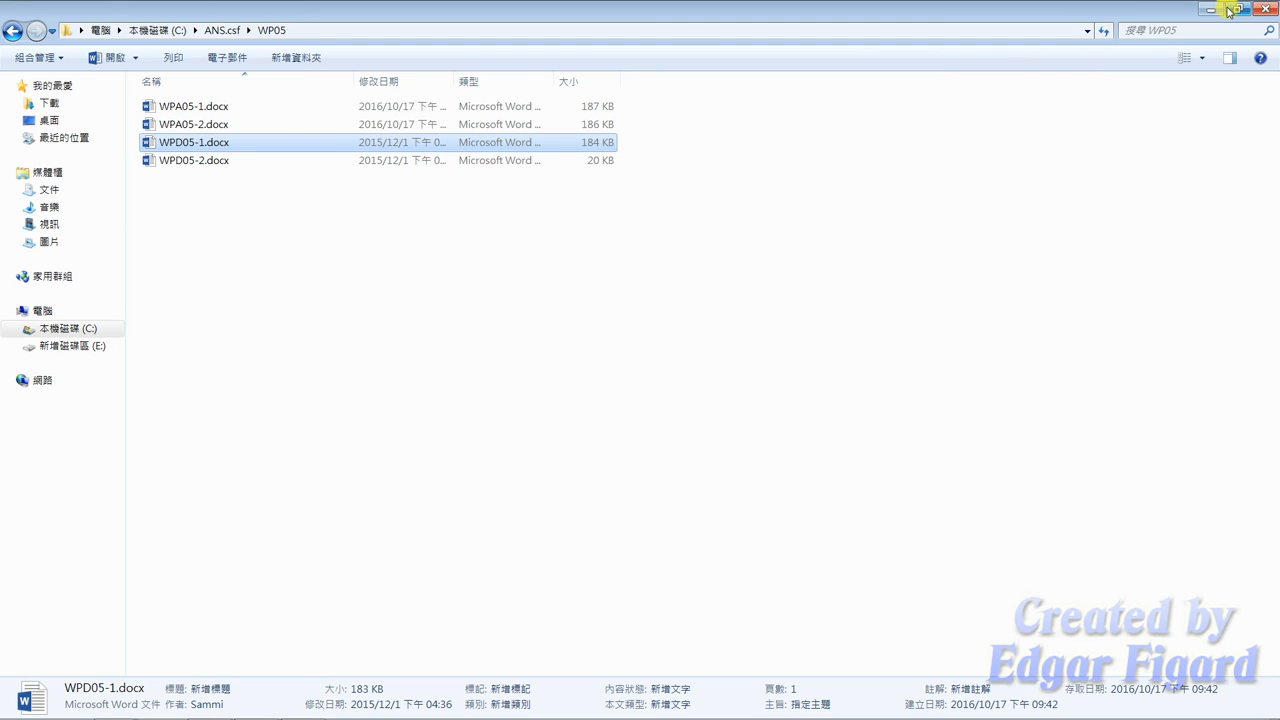 電腦 本機磁碟 (C:) ANS.csf WP05 搜尋 WP05
組合管理 開啟 列印 電子郵件 新增資料夾
名稱 修改日期 類型 大小
我的最愛
下載
桌面
最近的位置
媒體櫃
文件
音樂
視訊
圖片
家用群組
電腦
本機磁碟 (C:)
新增磁碟區 (E:)
網路
WPA05-1.docx 2016/10/17 下午 ... Microsoft Word ... 187 KB
WPA05-2.docx 2016/10/17 下午 ... Microsoft Word ... 186 KB
WPD05-1.docx 2015/12/1 下午 0... Microsoft Word ... 184 KB
WPD05-2.docx 2015/12/1 下午 0... Microsoft Word ... 20 KB
Created by
Edgar Figard
WPD05-1.docx 標題: 新增標題 大小: 183 KB 標記: 新增標記 內容狀態: 新增文字 頁數: 1 註解: 新增註解 存取日期: 2016/10/17 下午 09:42
Microsoft Word 文件 作者: Sammi 修改日期: 2015/12/1 下午 04:36 類別: 新增類別 本文類型: 新增文字 主旨: 指定主題 建立日期: 2016/10/17 下午 09:42